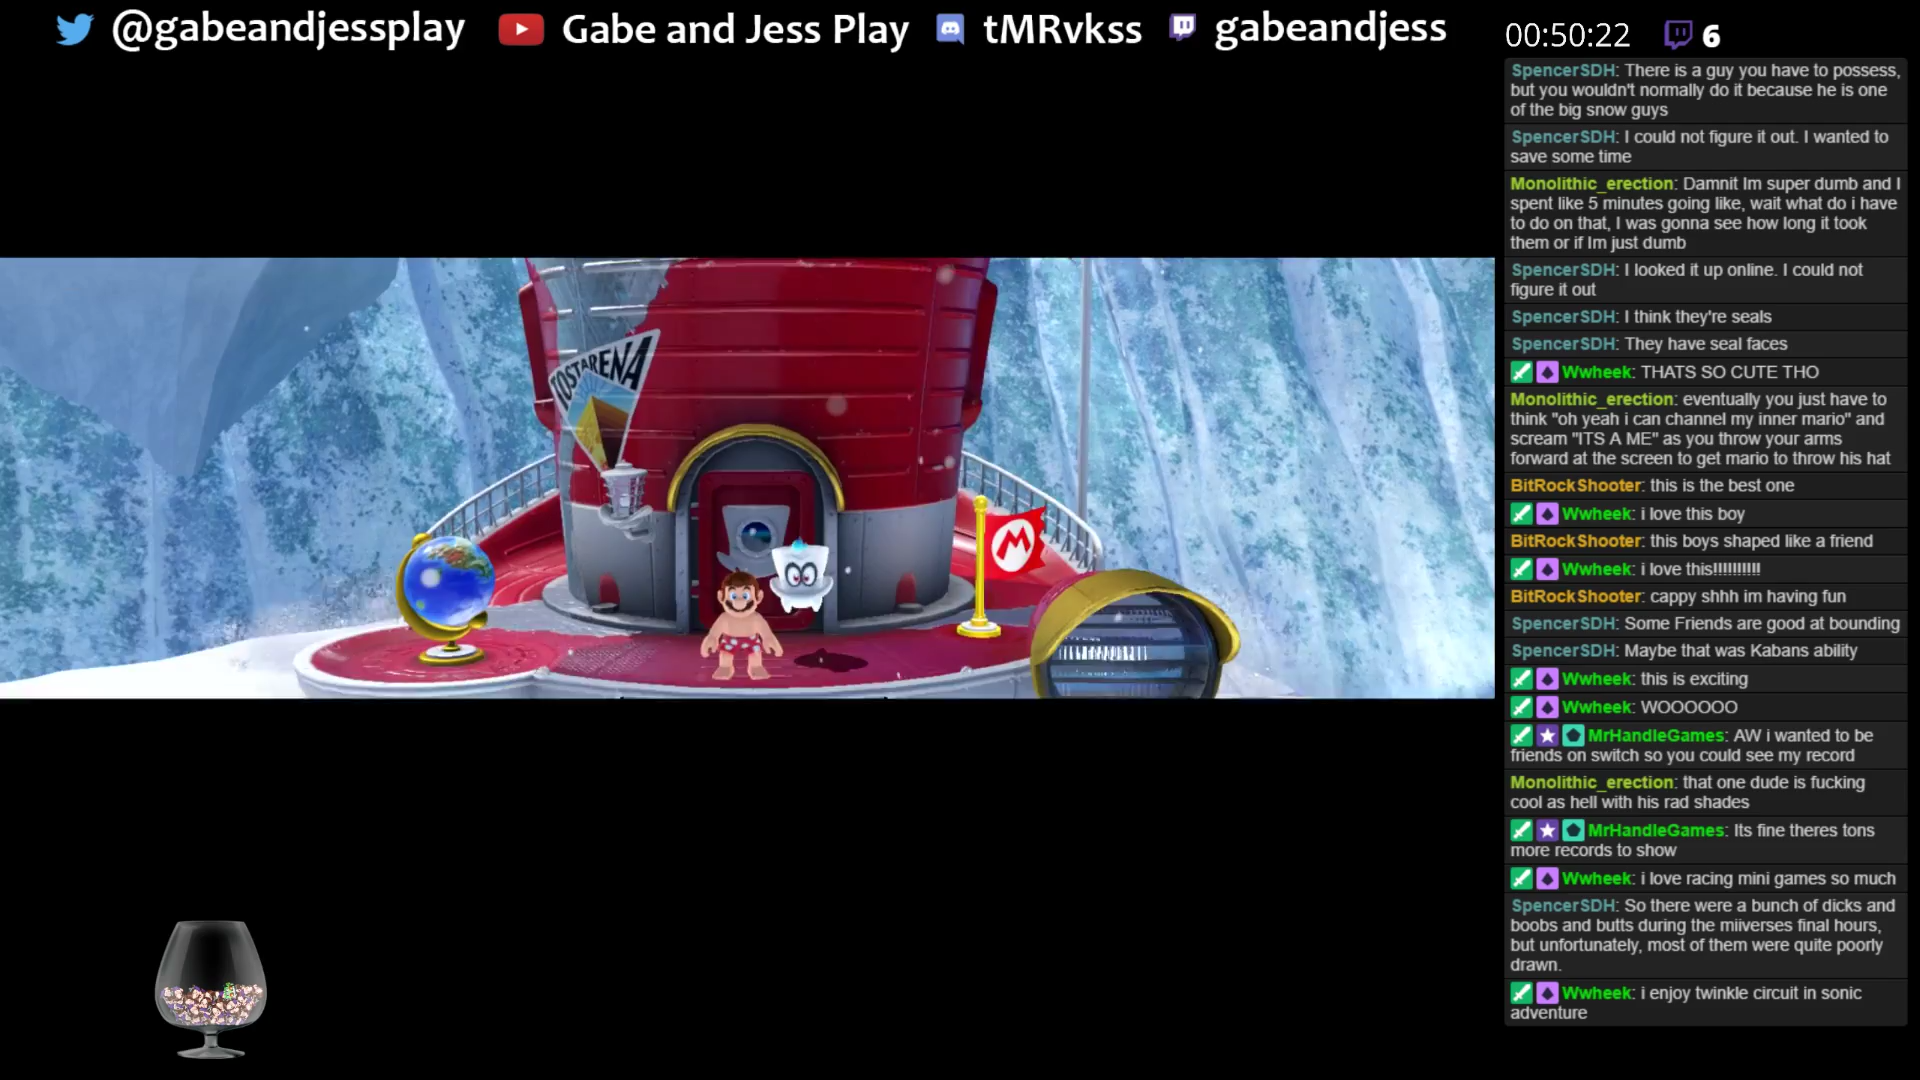 @gabeandjessplay Gabe and Jess Play tMRvkss gabeandjess
00:50:22 6
SpencerSDH: There is a guy you have to possess,
but you wouldn't normally do it because he is one
of the big snow guys
SpencerSDH: I could not figure it out. I wanted to
save some time
Monolithic_erection: Damnit Im super dumb and I
spent like 5 minutes going like, wait what do i have
to do on that, I was gonna see how long it took
them or if Im just dumb
SpencerSDH: I looked it up online. I could not
figure it out
SpencerSDH: I think they're seals
SpencerSDH: They have seal faces
Wwheek: THATS SO CUTE THO
Monolithic_erection: eventually you just have to
think "oh yeah i can channel my inner mario" and
scream "ITS A ME" as you throw your arms
forward at the screen to get mario to throw his hat
BitRockShooter: this is the best one
Wwheek: i love this boy
BitRockShooter: this boys shaped like a friend
Wwheek: i love this!!!!!!!!!!
BitRockShooter: cappy shhh im having fun
SpencerSDH: Some Friends are good at bounding
SpencerSDH: Maybe that was Kabans ability
Wwheek: this is exciting
Wwheek: WOOOOOO
MrHandleGames: AW i wanted to be
friends on switch so you could see my record
Monolithic_erection: that one dude is fucking
cool as hell with his rad shades
MrHandleGames: Its fine theres tons
more records to show
Wwheek: i love racing mini games so much
SpencerSDH: So there were a bunch of dicks and
boobs and butts during the miiverses final hours,
but unfortunately, most of them were quite poorly
drawn.
Wwheek: i enjoy twinkle circuit in sonic
adventure
TOSTARENA
M